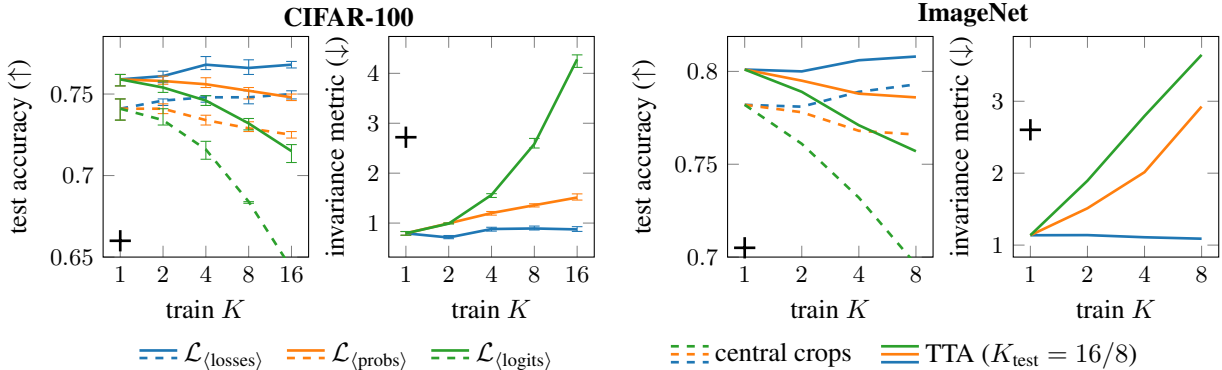 CIFAR-100
ImageNet
test accuracy (↑)
0.75
0.7
0.65
1 2 4 8 16
train K
invariance metric (↓)
4
3
2
1
1 2 4 8 16
train K
test accuracy (↑)
0.8
0.75
0.7
1 2 4 8
train K
invariance metric (↓)
3
2
1
1 2 4 8
train K
ℒ⟨losses⟩ ℒ⟨probs⟩ ℒ⟨logits⟩
central crops TTA (K_test = 16/8)